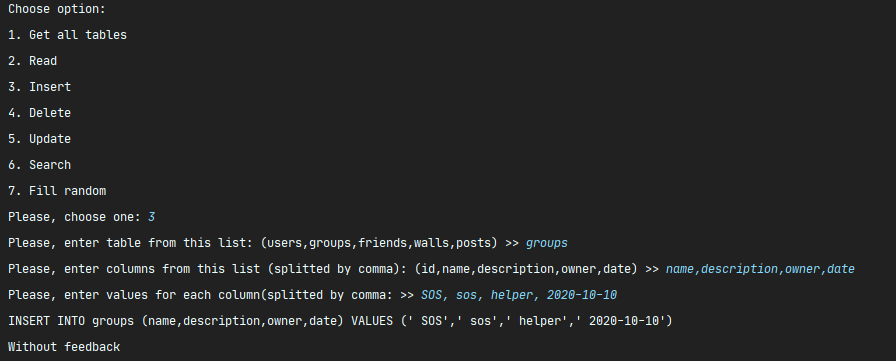 Choose option:
1. Get all tables
2. Read
3. Insert
4. Delete
5. Update
6. Search
7. Fill random
Please, choose one: 3
Please, enter table from this list: (users,groups,friends,walls,posts) >> groups
Please, enter columns from this list (splitted by comma): (id,name,description,owner,date) >> name,description,owner,date
Please, enter values for each column(splitted by comma: >> SOS, sos, helper, 2020-10-10
INSERT INTO groups (name,description,owner,date) VALUES (' SOS',' sos',' helper',' 2020-10-10')
Without feedback